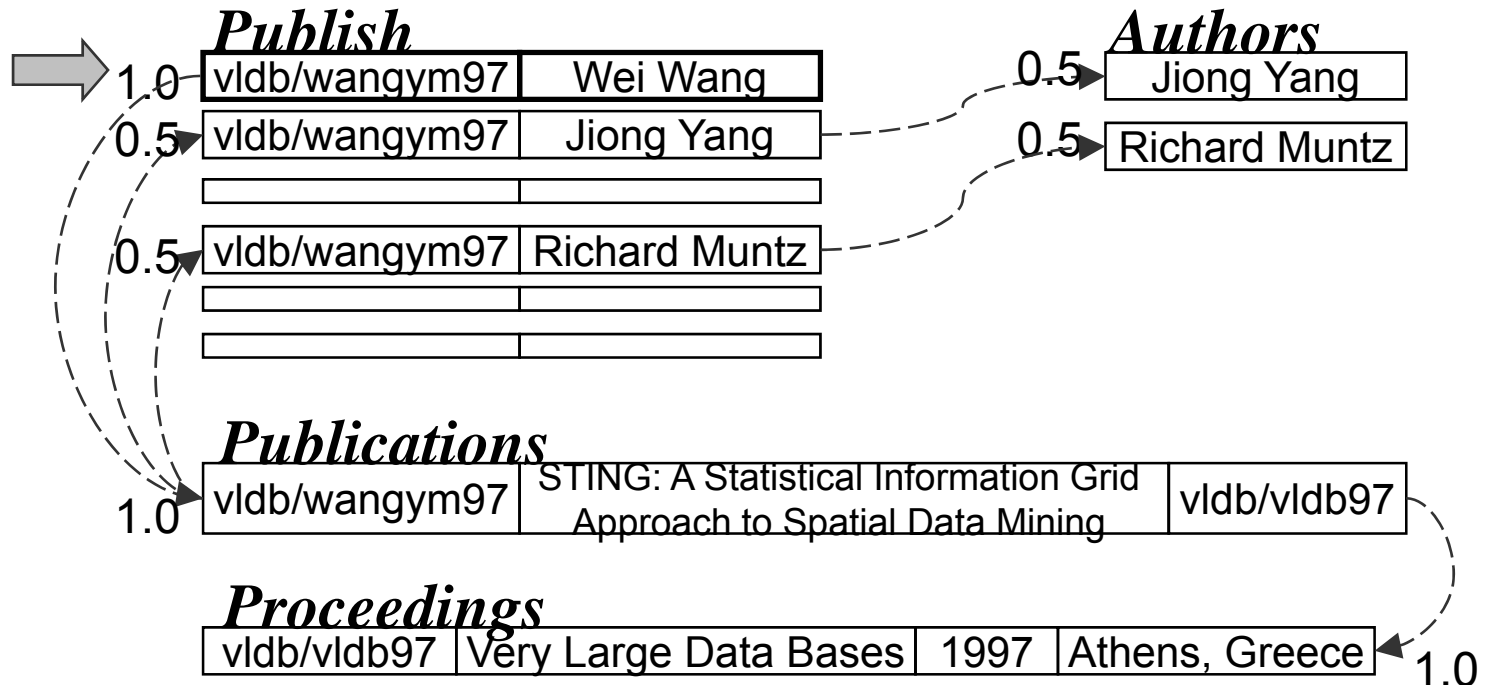 Publish
1.0 vldb/wangym97 Wei Wang
0.5 vldb/wangym97 Jiong Yang
0.5 vldb/wangym97 Richard Muntz
Authors
0.5 Jiong Yang
0.5 Richard Muntz
Publications
1.0 vldb/wangym97 STING: A Statistical Information Grid
Approach to Spatial Data Mining vldb/vldb97
Proceedings
vldb/vldb97 Very Large Data Bases 1997 Athens, Greece 1.0